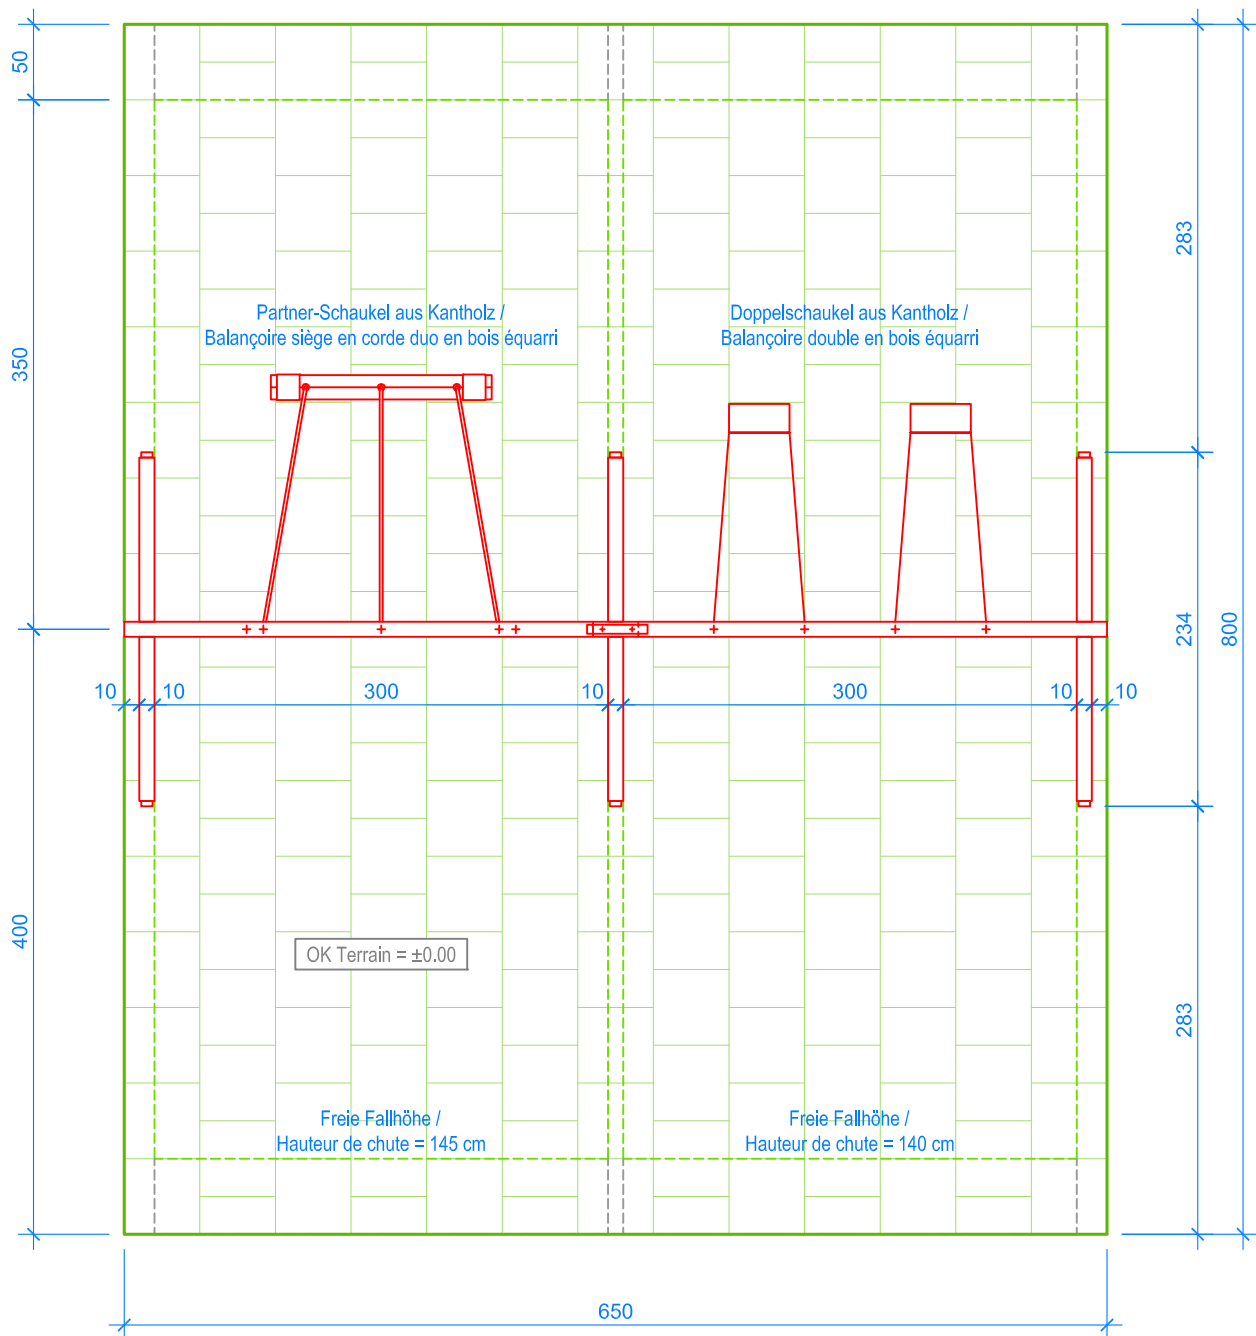 50
283
Partner-Schaukel aus Kantholz /
Balançoire siège en corde duo en bois équarri
Doppelschaukel aus Kantholz /
Balançoire double en bois équarri
350
234
800
10
10
300
10
300
10
10
400
OK Terrain = ±0.00
283
Freie Fallhöhe /
Hauteur de chute = 145 cm
Freie Fallhöhe /
Hauteur de chute = 140 cm
650